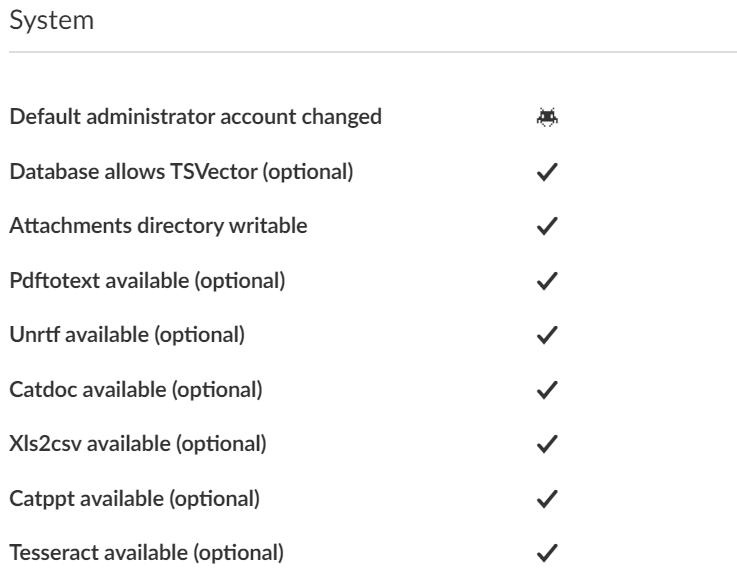 System
Default administrator account changed
Database allows TSVector (optional)
Attachments directory writable
Pdftotext available (optional)
Unrtf available (optional)
Catdoc available (optional)
Xls2csv available (optional)
Catppt available (optional)
Tesseract available (optional)